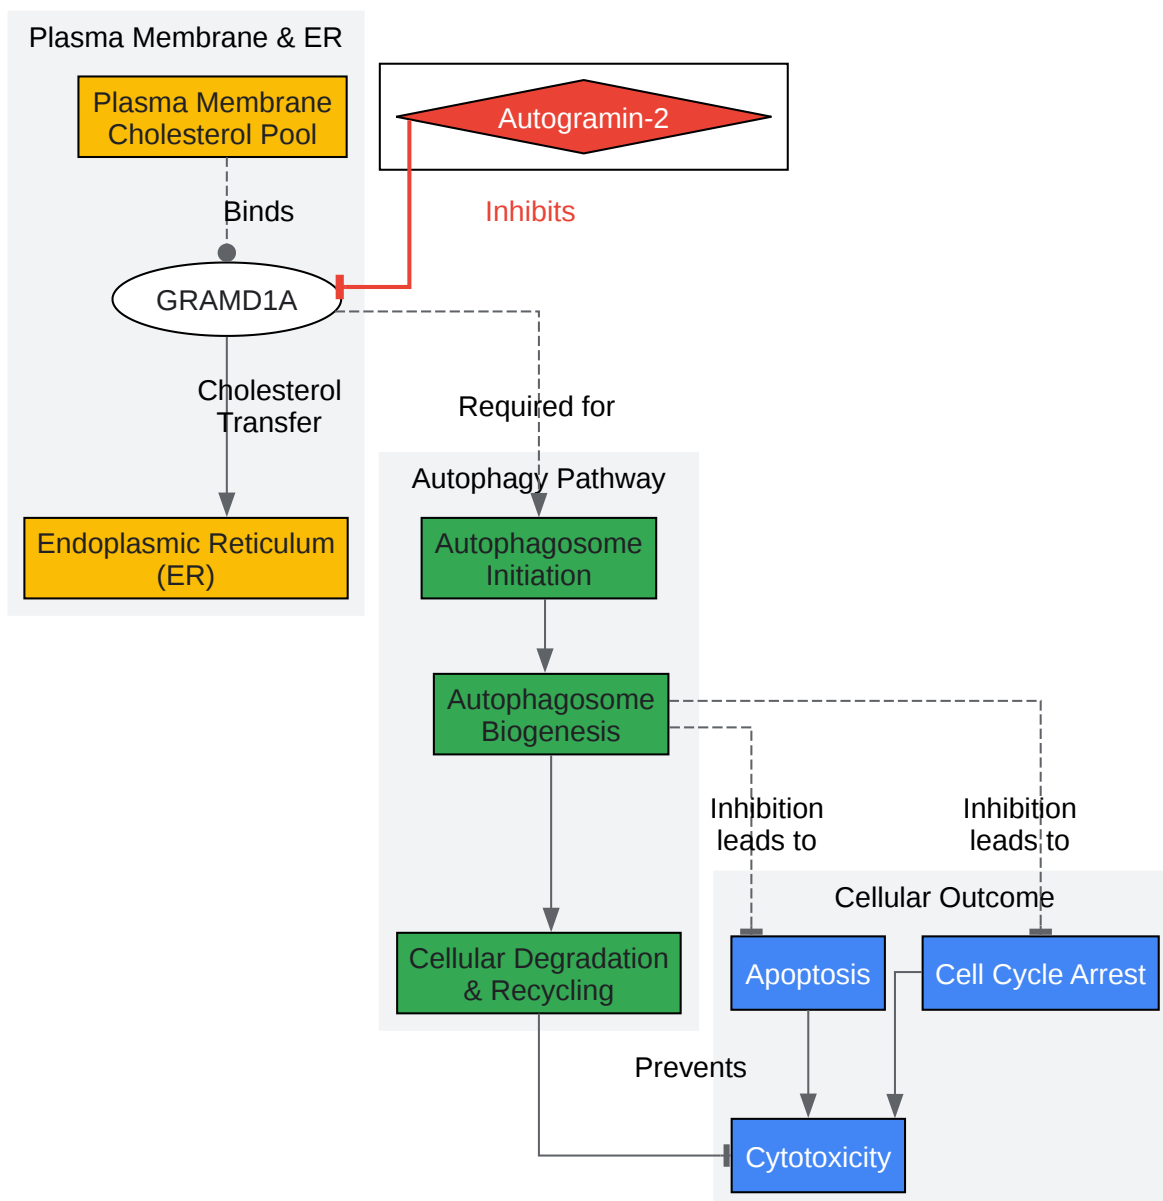 Plasma Membrane & ER
Plasma Membrane
Cholesterol Pool
Autogramin-2
Binds
Inhibits
GRAMD1A
Cholesterol
Transfer
Required for
Autophagy Pathway
Endoplasmic Reticulum
(ER)
Autophagosome
Initiation
Autophagosome
Biogenesis
Inhibition
leads to
Inhibition
leads to
Cellular Outcome
Cellular Degradation
& Recycling
Apoptosis
Cell Cycle Arrest
Prevents
Cytotoxicity